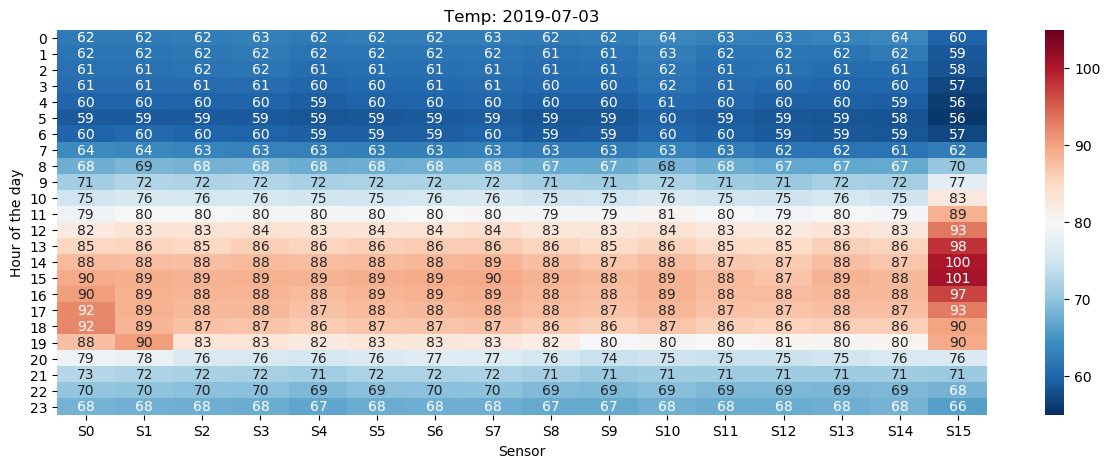 Temp: 2019-07-03
Hour of the day
0 62 62 62 63 62 62 62 63 62 62 64 63 63 63 64 60
1 62 62 62 62 62 62 62 62 61 61 63 62 62 62 62 59
2 61 61 62 62 61 61 61 61 61 61 62 61 61 61 61 58
3 61 61 61 61 60 60 61 61 60 60 62 61 60 60 60 57
4 60 60 60 60 59 60 60 60 60 60 61 60 60 60 59 56
5 59 59 59 59 59 59 59 59 59 59 60 59 59 59 58 56
6 60 60 60 60 59 59 59 60 59 59 60 60 59 59 59 57
7 64 64 63 63 63 63 63 63 63 63 63 63 62 62 61 62
8 68 69 68 68 68 68 68 68 67 67 68 68 67 67 67 70
9 71 72 72 72 72 72 72 72 71 71 72 71 71 72 72 77
10 75 76 76 76 75 75 76 76 75 75 76 75 75 76 75 83
11 79 80 80 80 80 80 80 80 79 79 81 80 79 80 79 89
12 82 83 83 84 83 84 84 84 83 83 84 83 82 83 83 93
13 85 86 85 86 86 86 86 86 86 85 86 85 85 86 86 98
14 88 88 88 88 88 88 88 89 88 87 88 87 87 88 87 100
15 90 89 89 89 88 89 89 90 89 88 89 88 87 89 88 101
16 90 89 88 88 88 89 89 89 88 88 89 88 88 88 88 97
17 92 89 88 88 87 88 88 88 88 87 88 87 87 88 87 93
18 92 89 87 87 86 87 87 87 86 86 87 86 86 86 86 90
19 88 90 83 83 82 83 83 83 82 80 80 80 81 80 80 90
20 79 78 76 76 76 76 77 77 76 74 75 75 75 75 76 76
21 73 72 72 72 71 72 72 72 71 71 71 71 71 71 71 71
22 70 70 70 70 69 69 70 70 69 69 69 69 69 69 69 68
23 68 68 68 68 67 68 68 68 67 67 68 68 68 68 68 66
S0 S1 S2 S3 S4 S5 S6 S7 S8 S9 S10 S11 S12 S13 S14 S15
Sensor
100
90
80
70
60